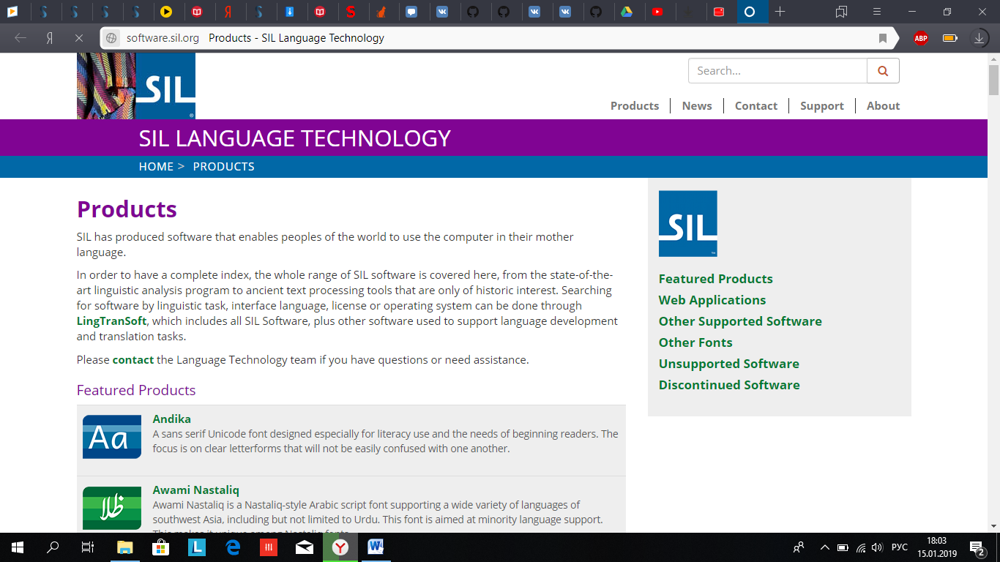 software.sil.org Products - SIL Language Technology
ABP
SIL
Search...
Products
News
Contact
Support
About
SIL LANGUAGE TECHNOLOGY
HOME > PRODUCTS
Products
SIL has produced software that enables peoples of the world to use the computer in their mother
language.
In order to have a complete index, the whole range of SIL software is covered here, from the state-of-the-
art linguistic analysis program to ancient text processing tools that are only of historic interest. Searching
for software by linguistic task, interface language, license or operating system can be done through
LingTranSoft, which includes all SIL Software, plus other software used to support language development
and translation tasks.
Please contact the Language Technology team if you have questions or need assistance.
Featured Products
Aa
Andika
A sans serif Unicode font designed especially for literacy use and the needs of beginning readers. The
focus is on clear letterforms that will not be easily confused with one another.
Awami Nastaliq
Awami Nastaliq is a Nastaliq-style Arabic script font supporting a wide variety of languages of
southwest Asia, including but not limited to Urdu. This font is aimed at minority language support.
This makes it unique among Nastaliq fonts.
SIL
Featured Products
Web Applications
Other Supported Software
Other Fonts
Unsupported Software
Discontinued Software
РУС
18:03
15.01.2019
2